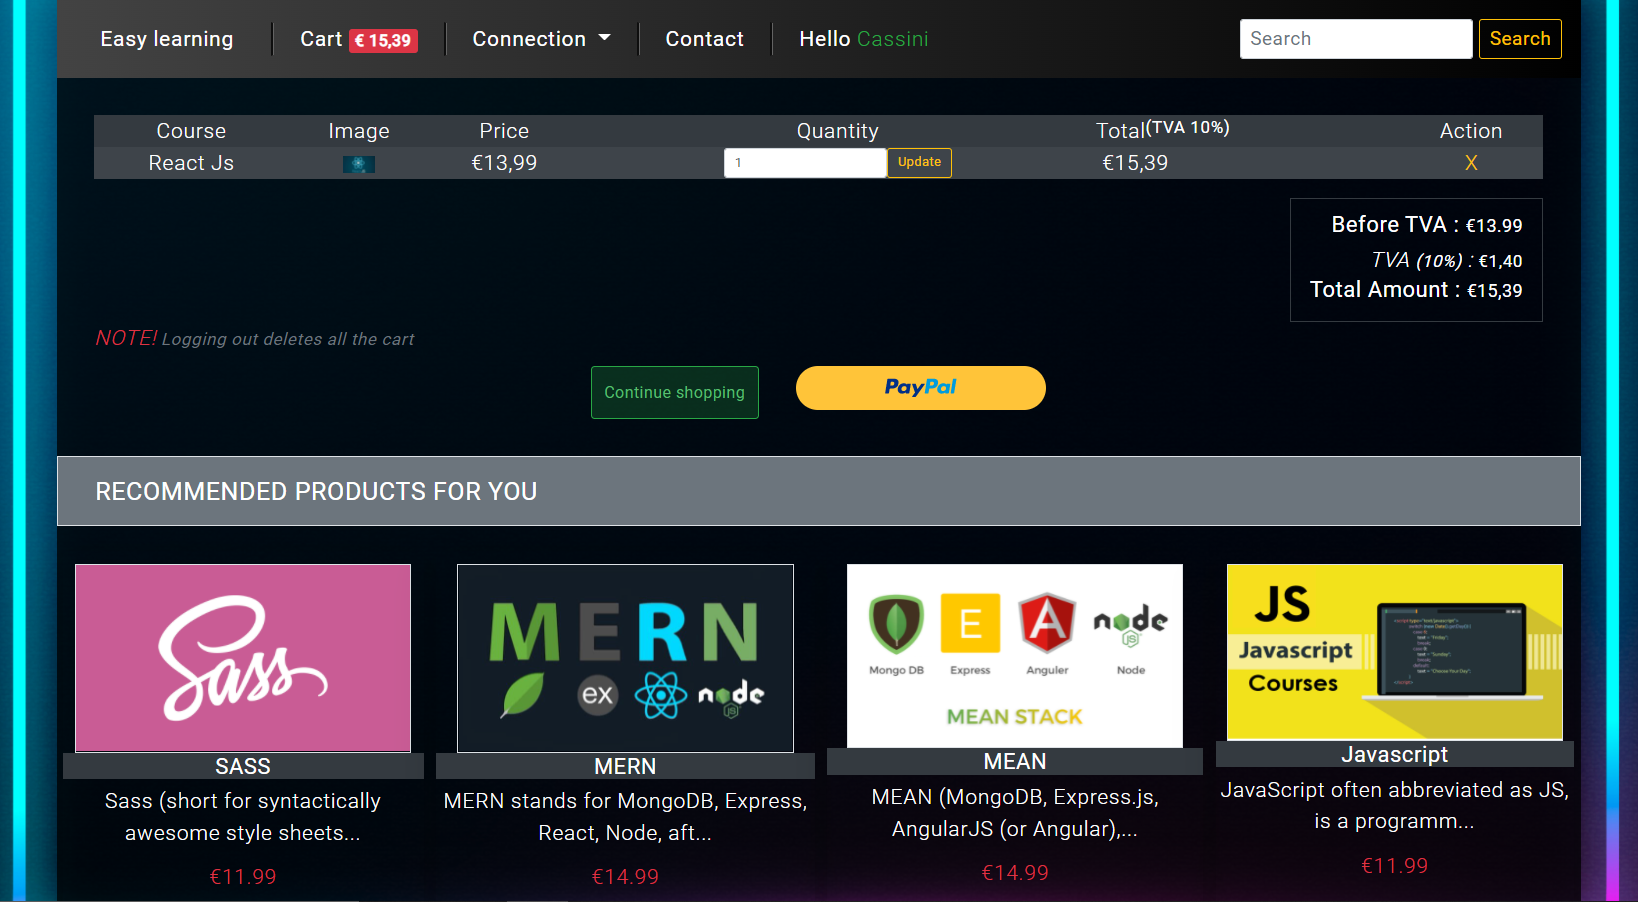 Easy learning
Cart € 15,39
Connection
Contact
Hello Cassini
Search
Search
Course Image Price Quantity Total(TVA 10%) Action
React Js €13,99 1 Update €15,39 X
Before TVA : €13.99
TVA (10%) : €1,40
Total Amount : €15,39
NOTE! Logging out deletes all the cart
Continue shopping
PayPal
RECOMMENDED PRODUCTS FOR YOU
Sass
SASS
Sass (short for syntactically
awesome style sheets...
€11.99
MERN
ex
node
JS
MERN
MERN stands for MongoDB, Express,
React, Node, aft...
€14.99
E
A
node
JS
Mongo DB Express Anguler Node
MEAN STACK
MEAN
MEAN (MongoDB, Express.js,
AngularJS (or Angular),...
€14.99
JS
Javascript
Courses
Javascript
JavaScript often abbreviated as JS,
is a programm...
€11.99